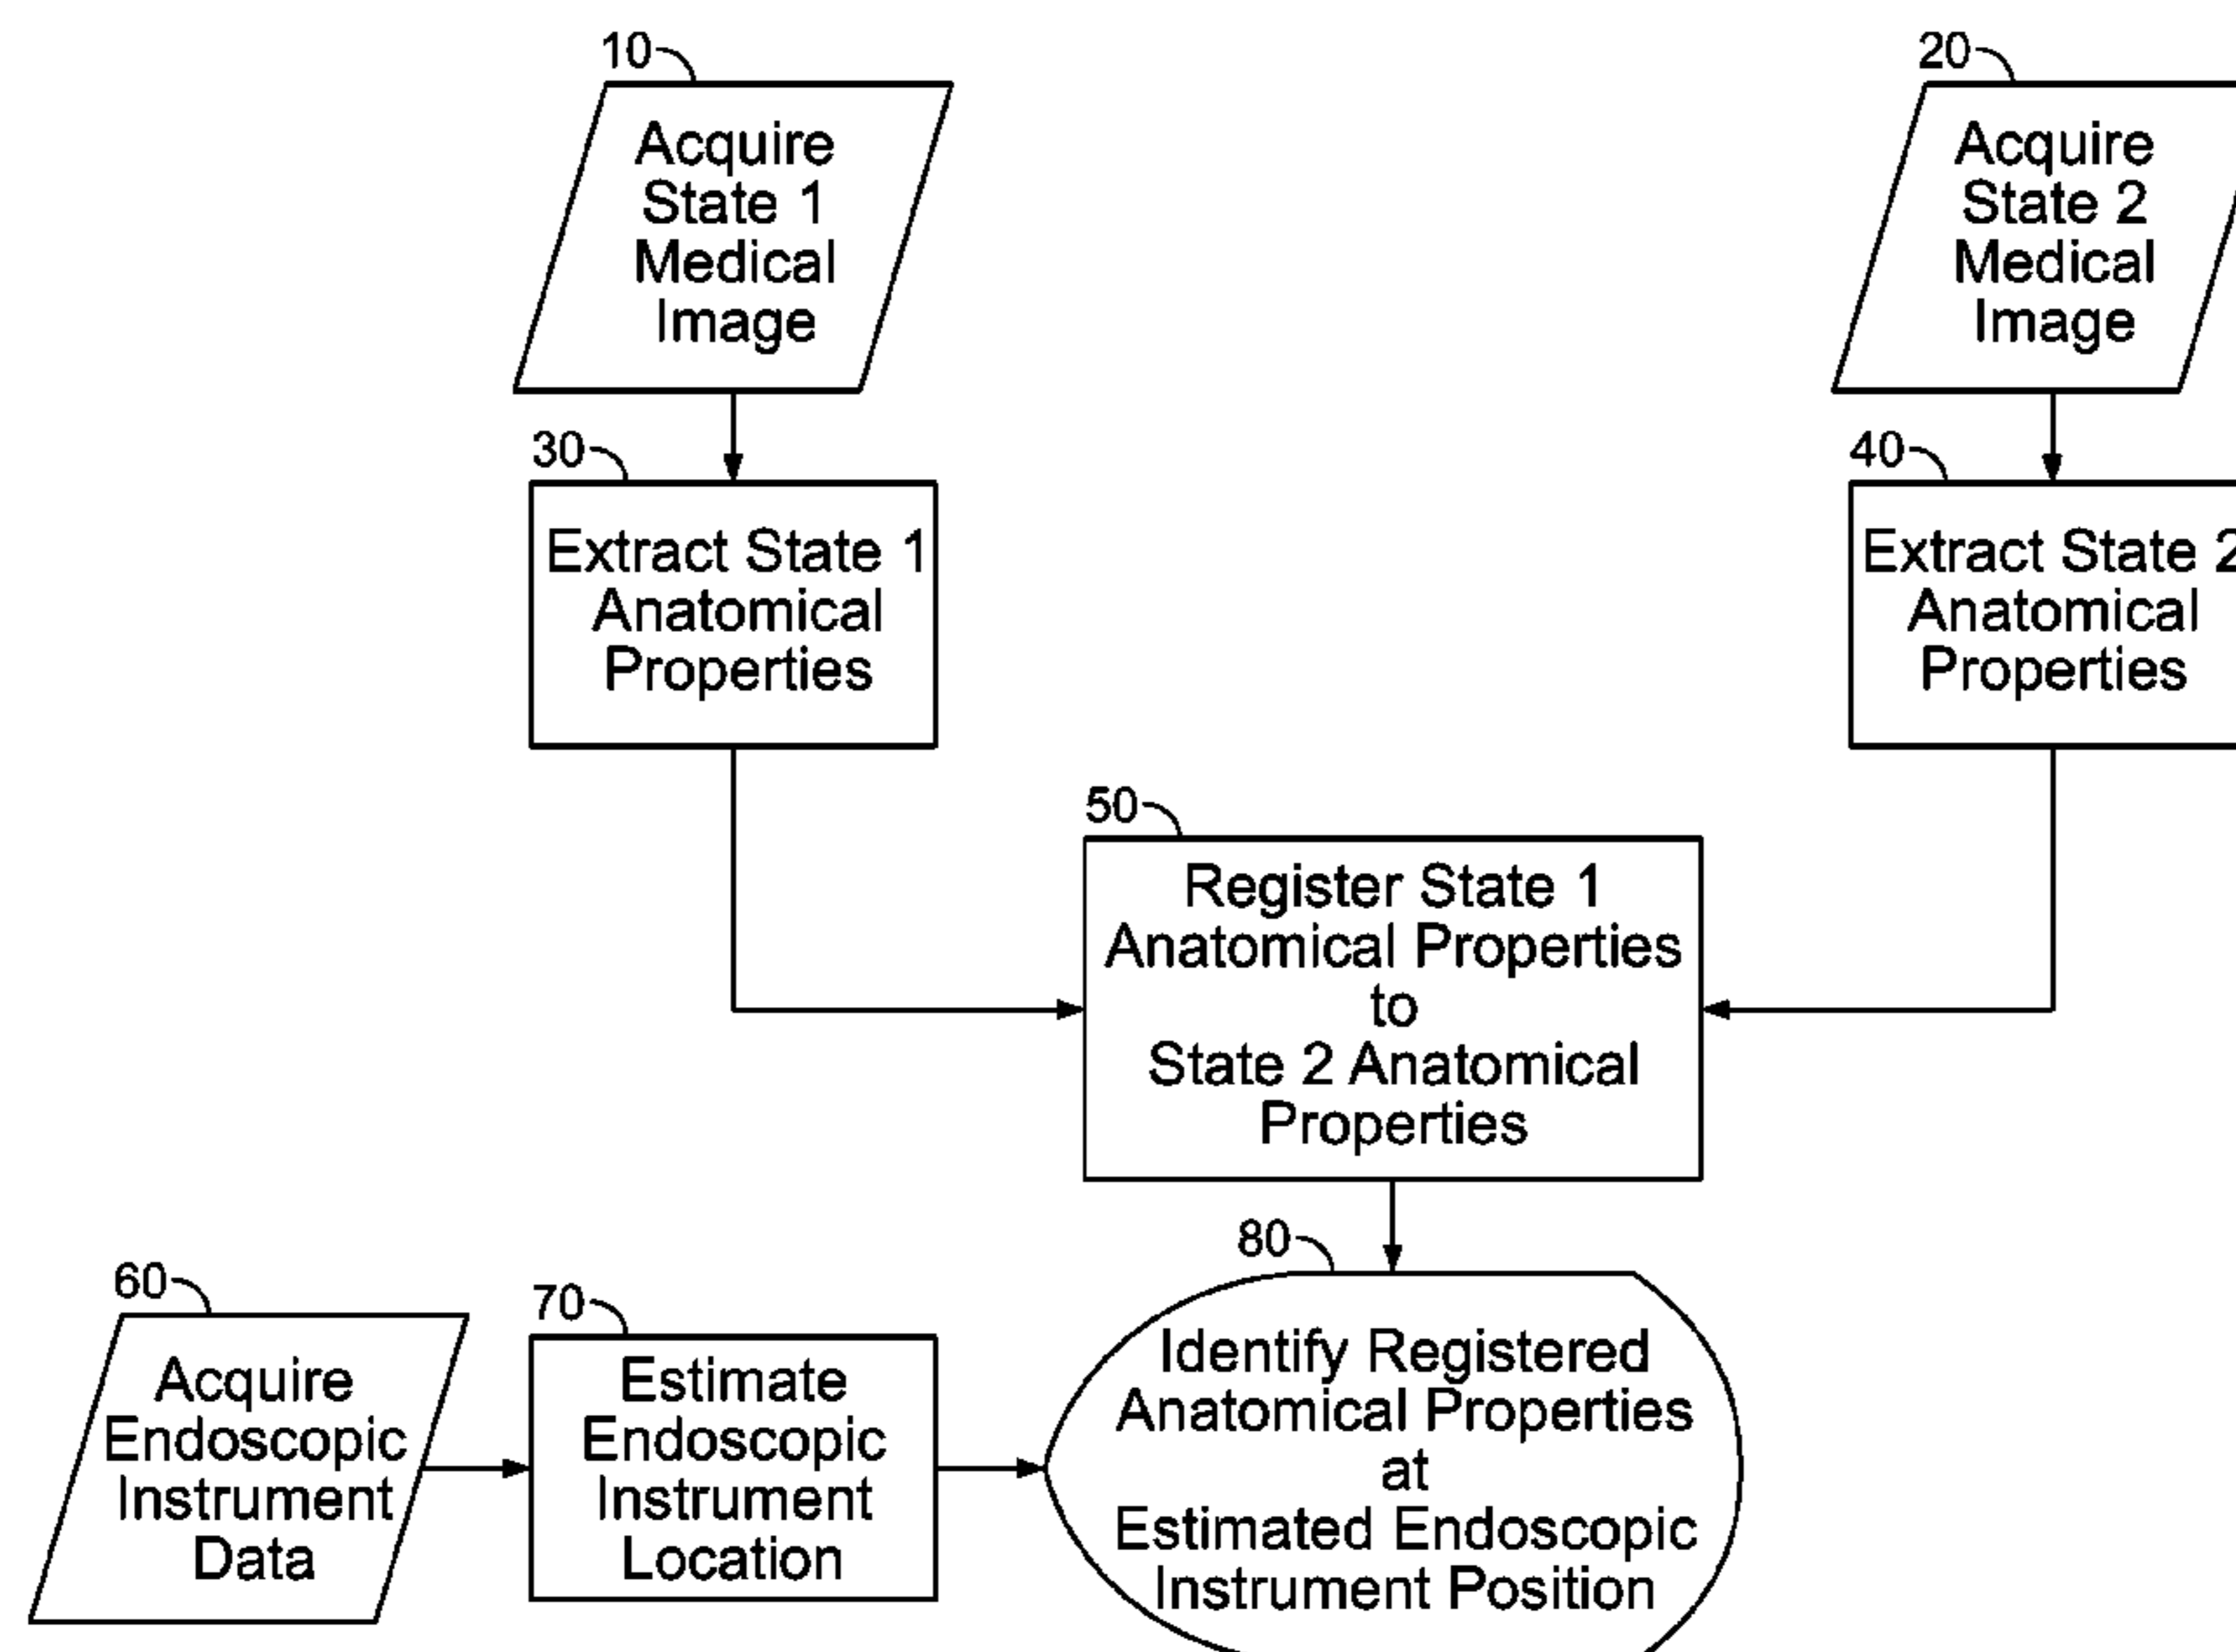 10
Acquire
State 1
Medical
Image
20
Acquire
State 2
Medical
Image
30
Extract State 1
Anatomical
Properties
40
Extract State 2
Anatomical
Properties
50
Register State 1
Anatomical Properties
to
State 2 Anatomical
Properties
60
Acquire
Endoscopic
Instrument
Data
70
Estimate
Endoscopic
Instrument
Location
80
Identify Registered
Anatomical Properties
at
Estimated Endoscopic
Instrument Position